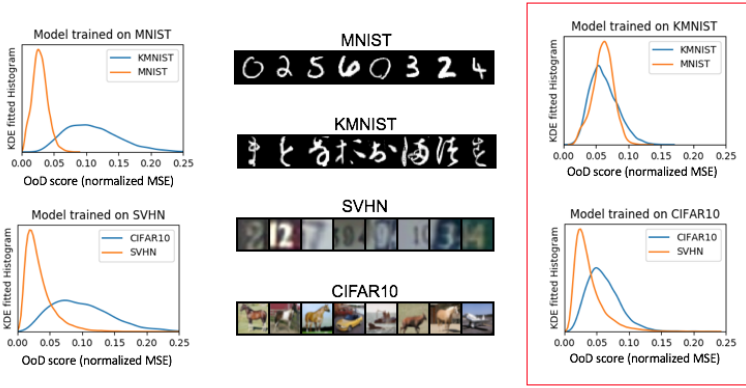 Model trained on MNIST
KDE fitted Histogram
KMNIST
MNIST
0.00 0.05 0.10 0.15 0.20 0.25
OoD score (normalized MSE)
Model trained on SVHN
KDE fitted Histogram
CIFAR10
SVHN
0.00 0.05 0.10 0.15 0.20 0.25
OoD score (normalized MSE)
MNIST
0 2 5 6 0 3 2 4
KMNIST
SVHN
CIFAR10
Model trained on KMNIST
KDE fitted Histogram
KMNIST
MNIST
0.00 0.05 0.10 0.15 0.20 0.25
OoD score (normalized MSE)
Model trained on CIFAR10
KDE fitted Histogram
CIFAR10
SVHN
0.00 0.05 0.10 0.15 0.20 0.25
OoD score (normalized MSE)